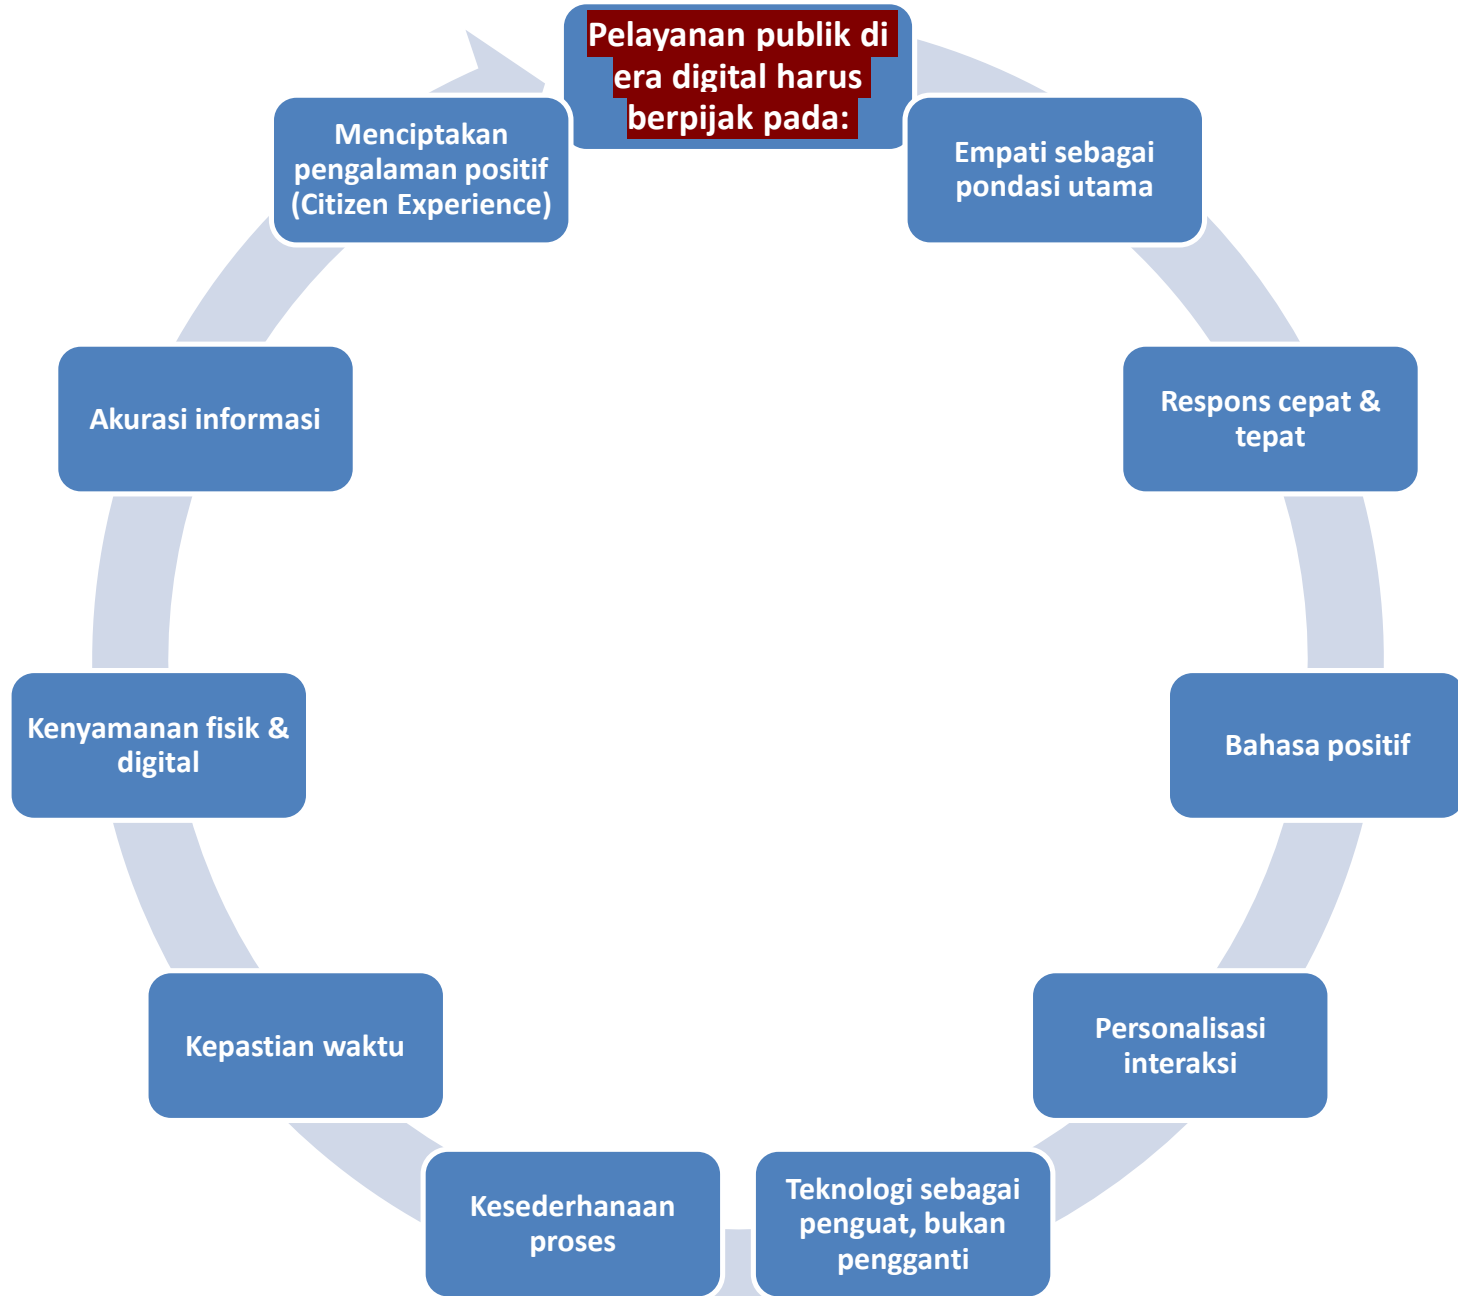 Pelayanan publik di
era digital harus
berpijak pada:
Empati sebagai
pondasi utama
Respons cepat &
tepat
Bahasa positif
Personalisasi
interaksi
Teknologi sebagai
penguat, bukan
pengganti
Kesederhanaan
proses
Kepastian waktu
Kenyamanan fisik &
digital
Akurasi informasi
Menciptakan
pengalaman positif
(Citizen Experience)